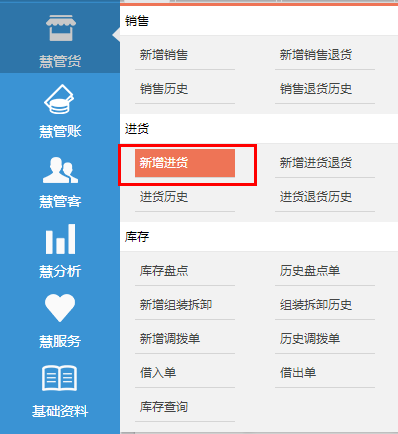 慧管货
慧管账
慧管客
慧分析
慧服务
基础资料
销售
新增销售 新增销售退货
销售历史 销售退货历史
进货
新增进货 新增进货退货
进货历史 进货退货历史
库存
库存盘点 历史盘点单
新增组装拆卸 组装拆卸历史
新增调拨单 历史调拨单
借入单 借出单
库存查询